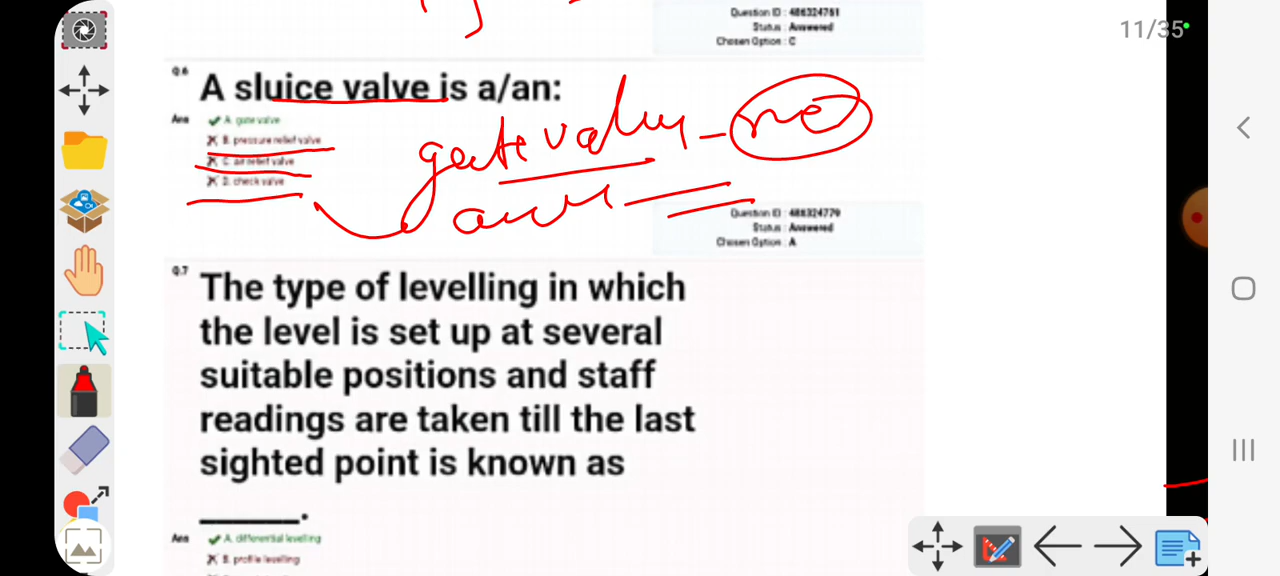 Question ID : 486324761
Status : Answered
Chosen Option : C
11/35
Q.6
A sluice valve is a/an:
Ans
A. gate valve
B. pressure relief valve
C. air relief valve
D. check valve
gate valve
Question ID : 486324779
Status : Answered
Chosen Option : A
Q.7
The type of levelling in which
the level is set up at several
suitable positions and staff
readings are taken till the last
sighted point is known as
______.
Ans
A. differential levelling
B. profile levelling